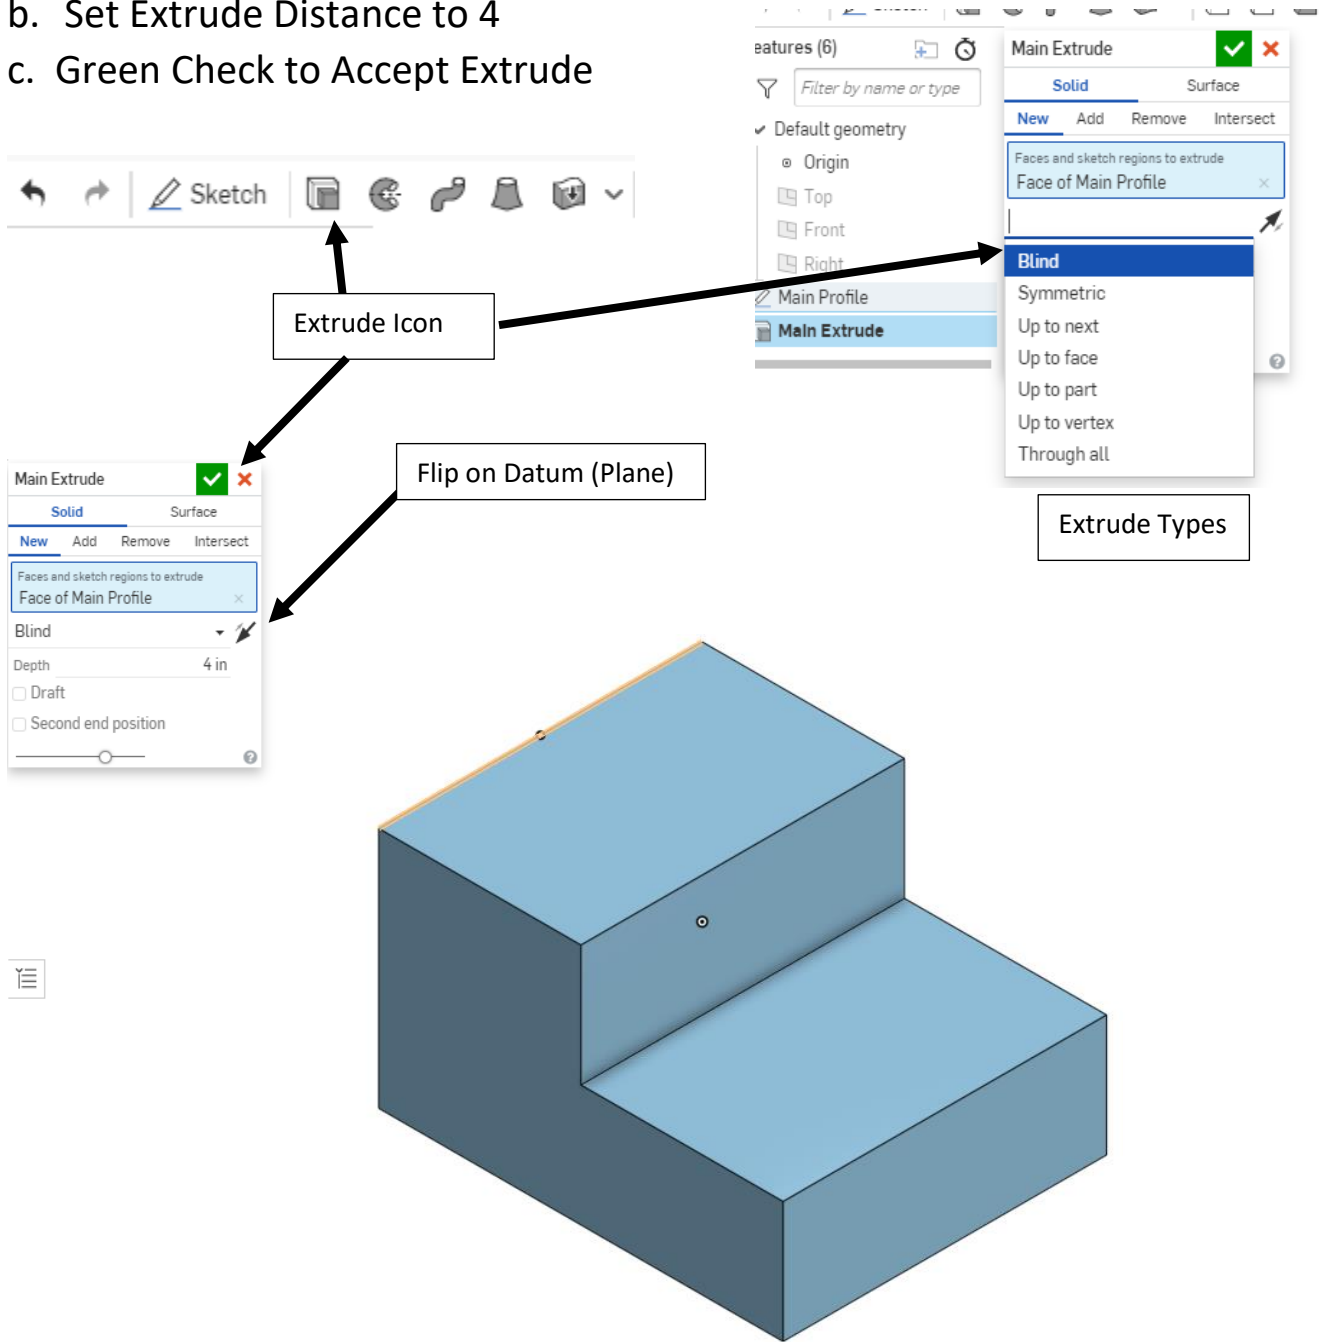 b. Set Extrude Distance to 4
c. Green Check to Accept Extrude
Sketch
Extrude Icon
eatures (6)
Filter by name or type
Default geometry
Origin
Top
Front
Right
Main Profile
Main Extrude
Main Extrude
Solid Surface
New Add Remove Intersect
Faces and sketch regions to extrude
Face of Main Profile
Blind
Symmetric
Up to next
Up to face
Up to part
Up to vertex
Through all
Extrude Types
Flip on Datum (Plane)
Main Extrude
Solid Surface
New Add Remove Intersect
Faces and sketch regions to extrude
Face of Main Profile
Blind
Depth 4 in
Draft
Second end position